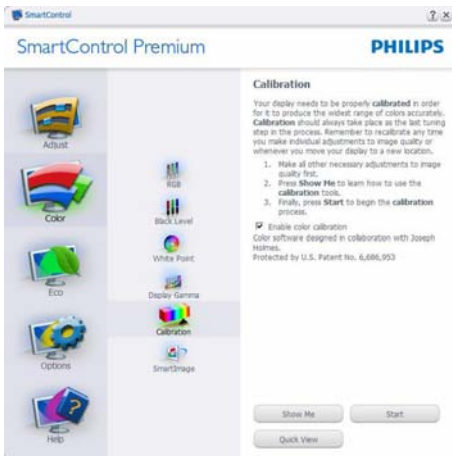 SmartControl
SmartControl Premium
PHILIPS
Adjust
Color
Eco
Options
Help
RGB
Black Level
White Point
Display Gamma
Calibration
SmartImage
Calibration
Your display needs to be properly calibrated in order
for it to produce the widest range of colors accurately.
Calibration should always take place as the last tuning
step in the process. Remember to recalibrate any time
you make individual adjustments to image quality or
whenever you move your display to a new location.
1. Make all other necessary adjustments to image
quality first.
2. Press Show Me to learn how to use the
calibration tools.
3. Finally, press Start to begin the calibration
process.
Enable color calibration
Color software designed in collaboration with Joseph
Holmes.
Protected by U.S. Patent No. 6,686,953
Show Me
Start
Quick View